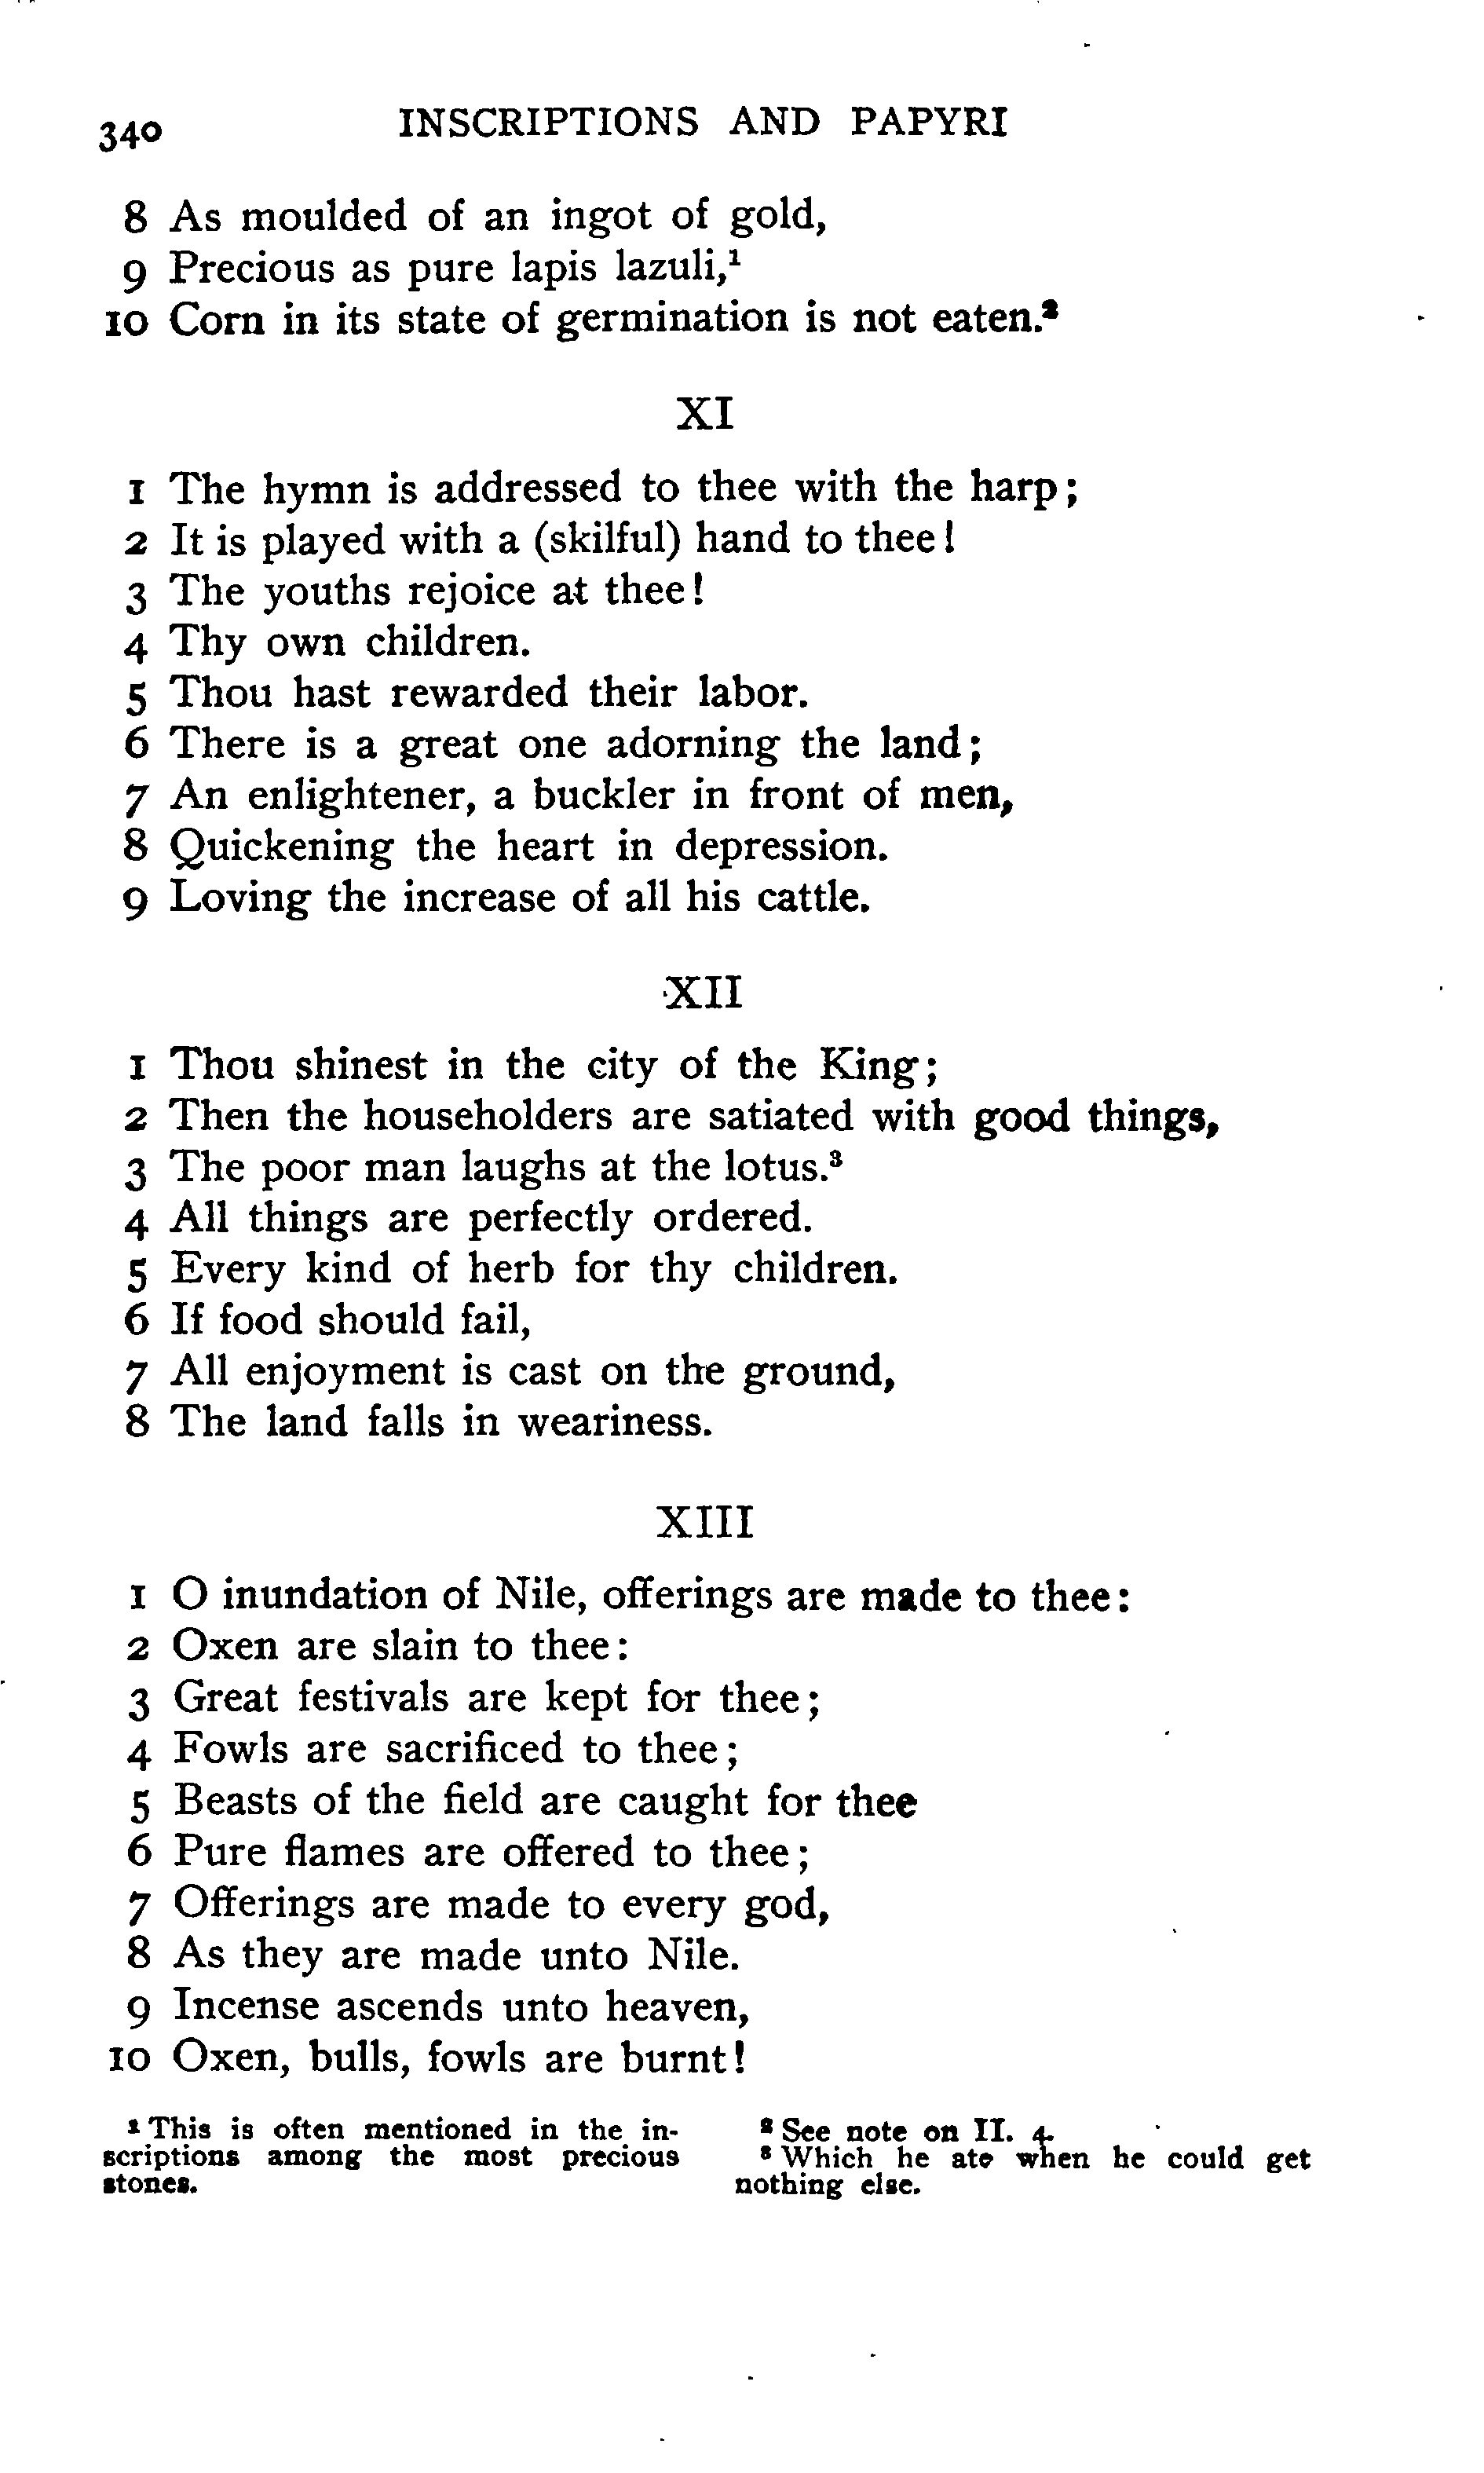 340 INSCRIPTIONS AND PAPYRI
8 As moulded of an ingot of gold,
9 Precious as pure lapis lazuli,¹
10 Corn in its state of germination is not eaten.²
XI
1 The hymn is addressed to thee with the harp;
2 It is played with a (skilful) hand to thee!
3 The youths rejoice at thee!
4 Thy own children.
5 Thou hast rewarded their labor.
6 There is a great one adorning the land;
7 An enlightener, a buckler in front of men,
8 Quickening the heart in depression.
9 Loving the increase of all his cattle.
XII
1 Thou shinest in the city of the King;
2 Then the householders are satiated with good things,
3 The poor man laughs at the lotus.³
4 All things are perfectly ordered.
5 Every kind of herb for thy children.
6 If food should fail,
7 All enjoyment is cast on the ground,
8 The land falls in weariness.
XIII
1 O inundation of Nile, offerings are made to thee:
2 Oxen are slain to thee:
3 Great festivals are kept for thee;
4 Fowls are sacrificed to thee;
5 Beasts of the field are caught for thee
6 Pure flames are offered to thee;
7 Offerings are made to every god,
8 As they are made unto Nile.
9 Incense ascends unto heaven,
10 Oxen, bulls, fowls are burnt!
¹ This is often mentioned in the in-
scriptions among the most precious
stones.
² See note on II. 4.
³ Which he ate when he could get
nothing else.